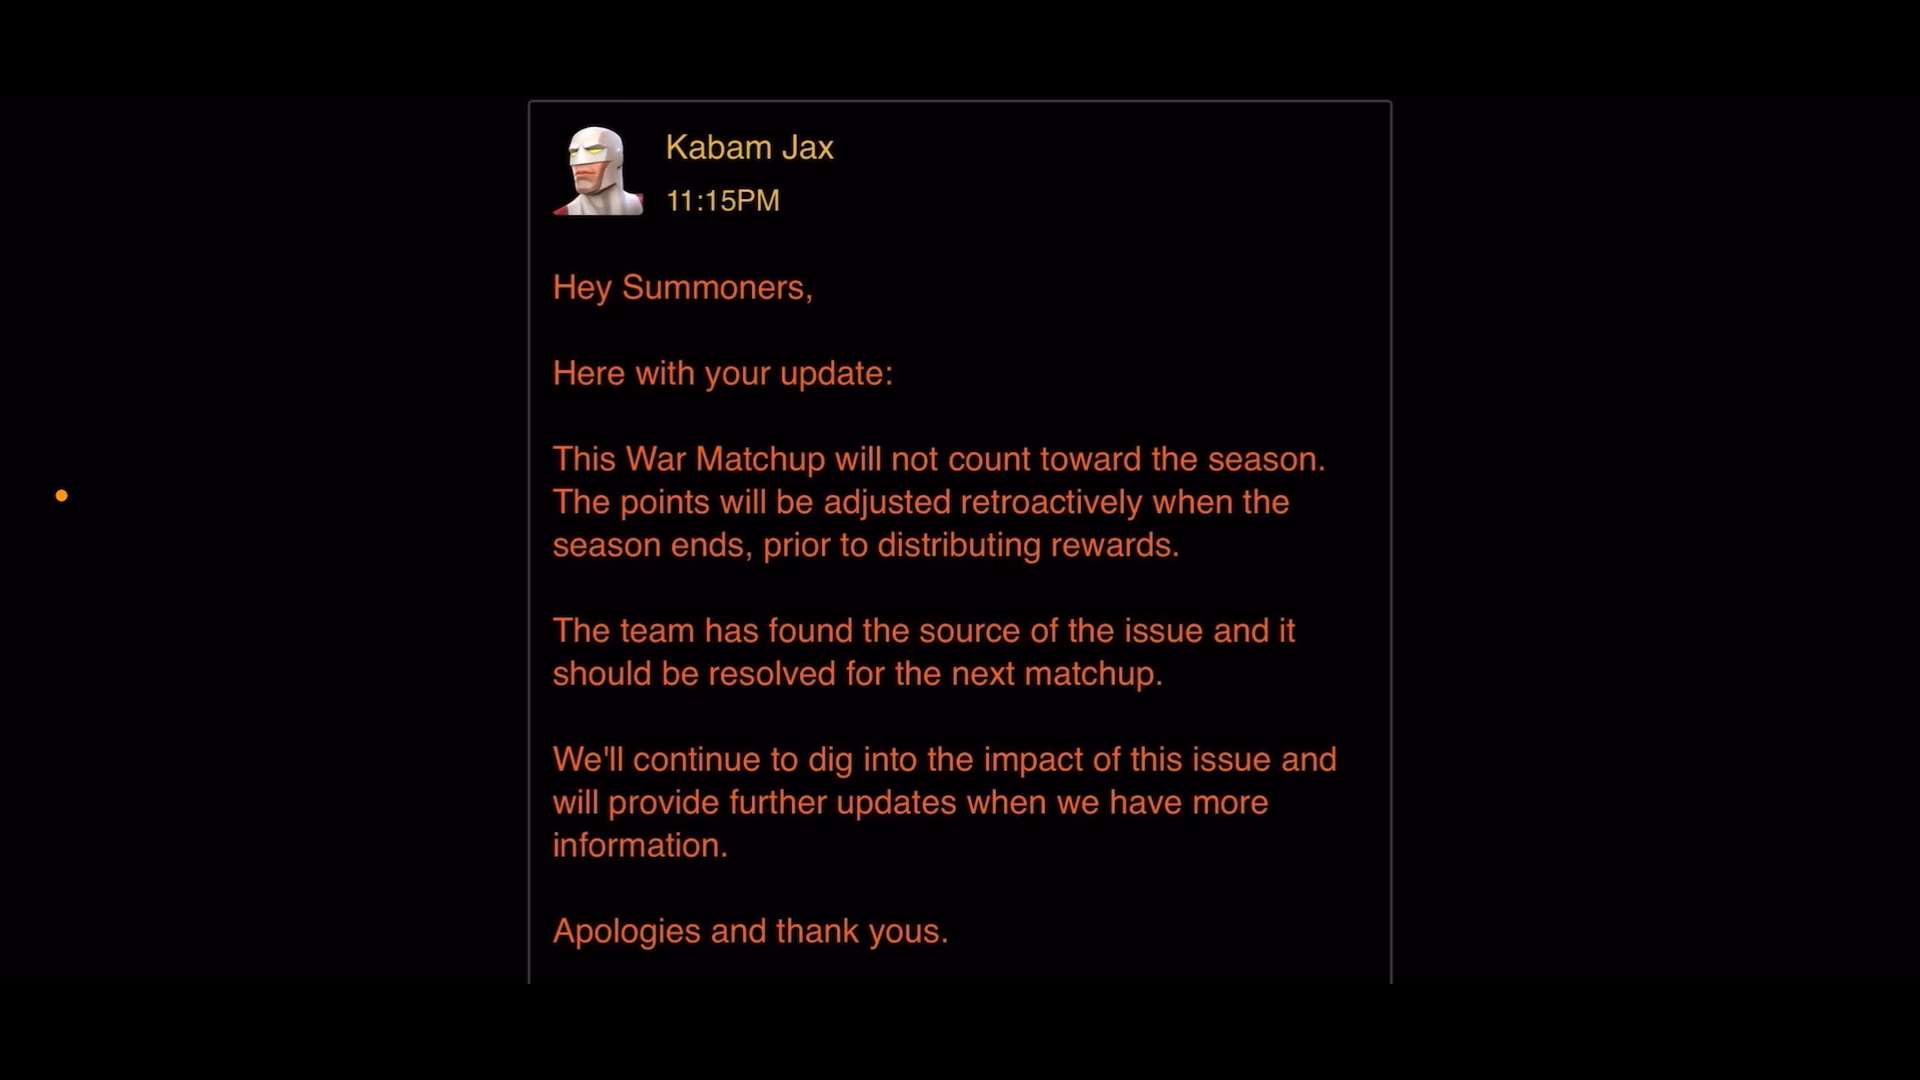 Kabam Jax
11:15PM
Hey Summoners,
Here with your update:
This War Matchup will not count toward the season.
The points will be adjusted retroactively when the
season ends, prior to distributing rewards.
The team has found the source of the issue and it
should be resolved for the next matchup.
We'll continue to dig into the impact of this issue and
will provide further updates when we have more
information.
Apologies and thank yous.